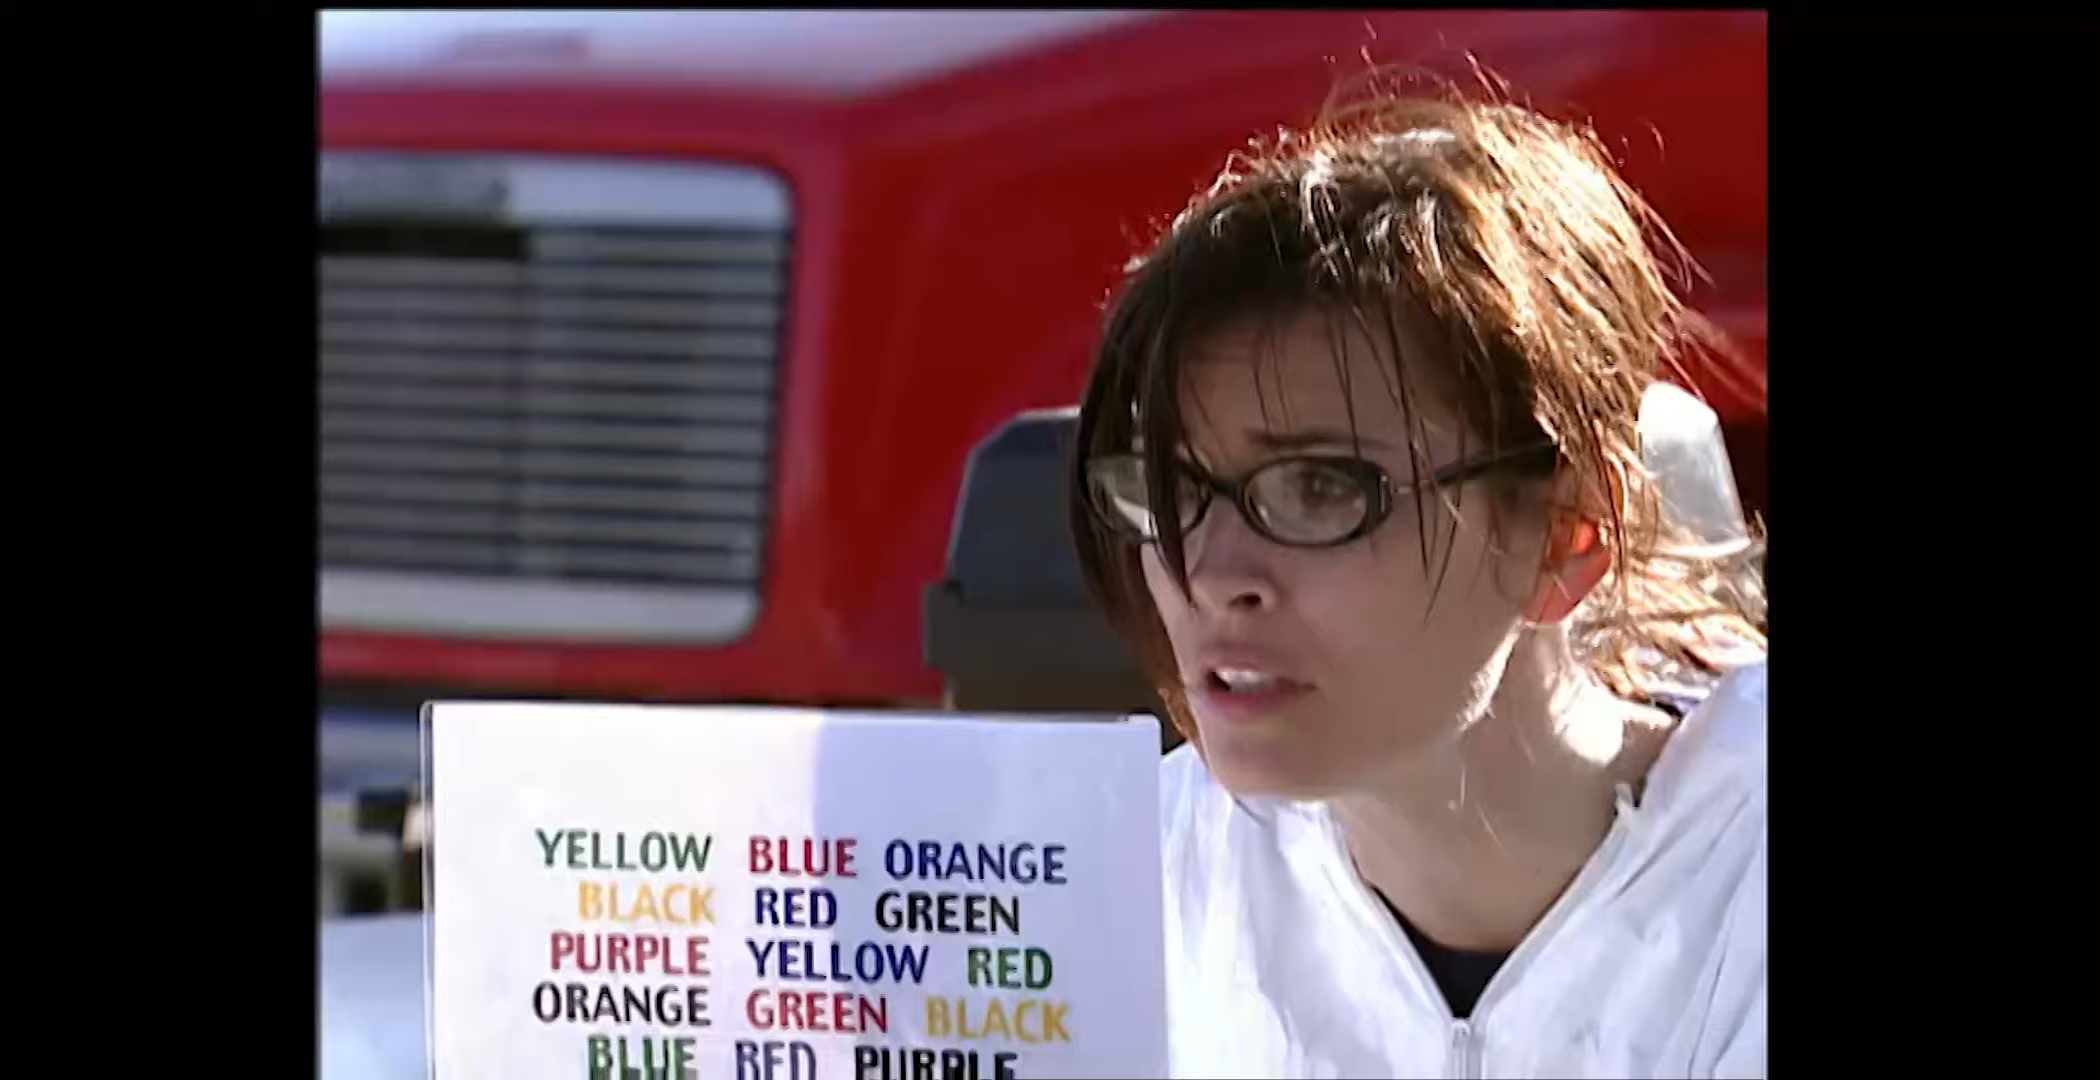 YELLOW BLUE ORANGE
BLACK RED GREEN
PURPLE YELLOW RED
ORANGE GREEN BLACK
BLUE RED PURPLE